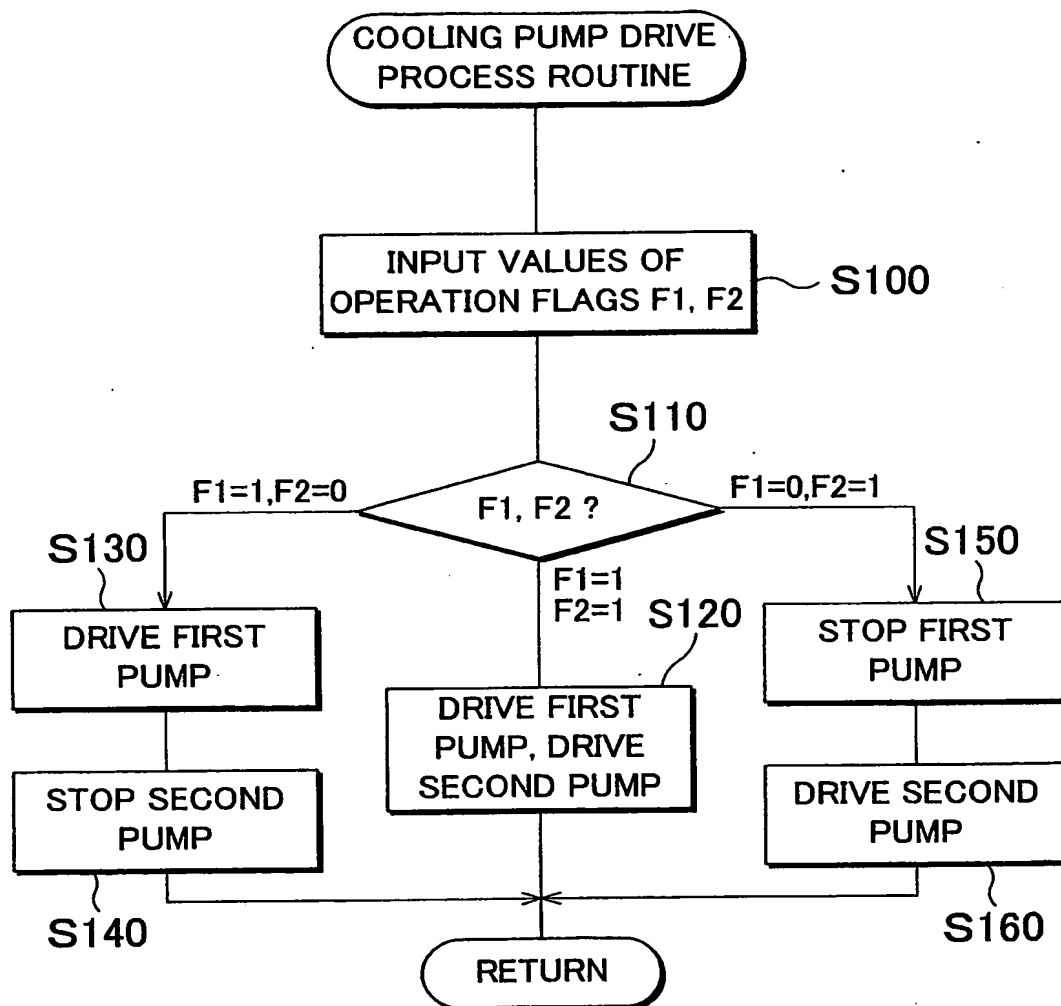 COOLING PUMP DRIVE
PROCESS ROUTINE
INPUT VALUES OF
OPERATION FLAGS F1, F2
S100
S110
F1=1,F2=0
F1, F2 ?
F1=0,F2=1
S130
F1=1
F2=1
S150
DRIVE FIRST
PUMP
S120
STOP FIRST
PUMP
DRIVE FIRST
PUMP, DRIVE
SECOND PUMP
STOP SECOND
PUMP
DRIVE SECOND
PUMP
S140
S160
RETURN